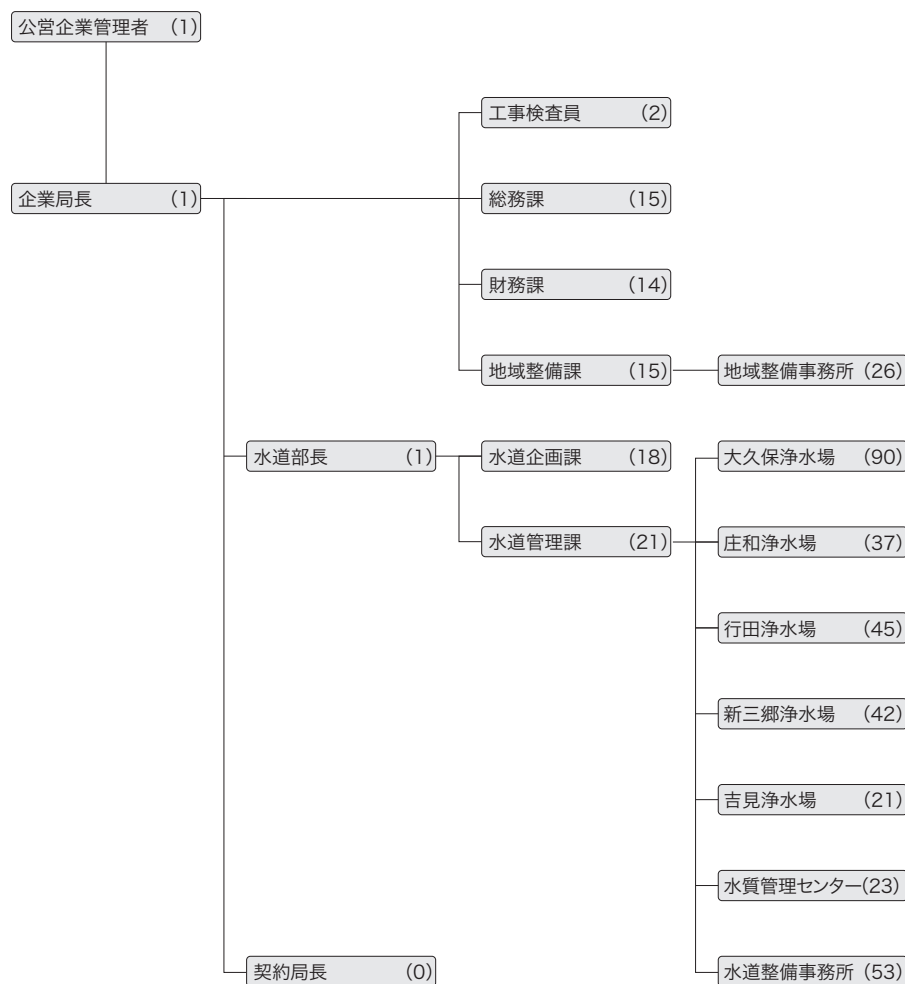 公営企業管理者 (1)
工事検査員 (2)
企業局長 (1)
総務課 (15)
財務課 (14)
地域整備課 (15)
地域整備事務所 (26)
水道部長 (1)
水道企画課 (18)
大久保浄水場 (90)
水道管理課 (21)
庄和浄水場 (37)
行田浄水場 (45)
新三郷浄水場 (42)
吉見浄水場 (21)
水質管理センター(23)
契約局長 (0)
水道整備事務所 (53)